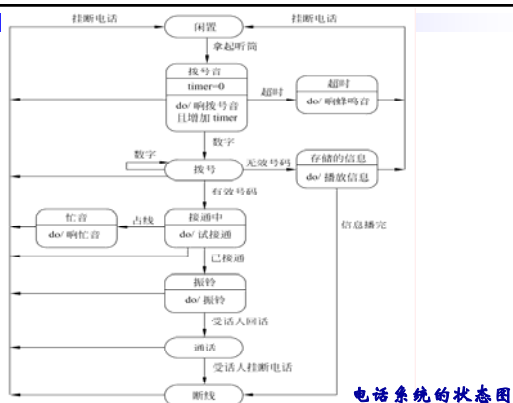 挂断电话
挂断电话
闲置
拿起听筒
拨号音
timer=0
do/ 响拨号音
且增加 timer
超时
超时
do/ 响蜂鸣音
数字
数字
拨号
无效号码
存储的信息
do/ 播放信息
有效号码
忙音
do/ 响忙音
占线
接通中
do/ 试接通
信息播完
已接通
振铃
do/ 振铃
受话人回话
通话
受话人挂断电话
断线
电话系统的状态图